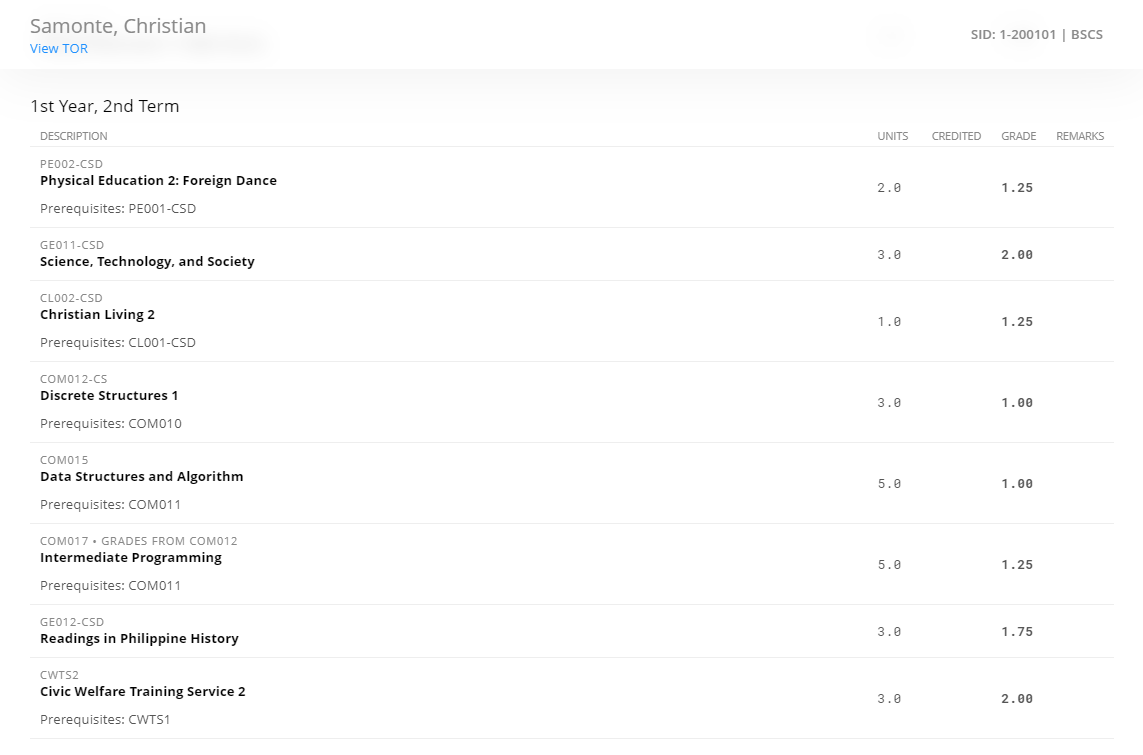 Samonte, Christian
View TOR
SID: 1-200101 | BSCS
1st Year, 2nd Term
DESCRIPTION UNITS CREDITED GRADE REMARKS
PE002-CSD
Physical Education 2: Foreign Dance
Prerequisites: PE001-CSD
2.0 1.25
GE011-CSD
Science, Technology, and Society
3.0 2.00
CL002-CSD
Christian Living 2
Prerequisites: CL001-CSD
1.0 1.25
COM012-CS
Discrete Structures 1
Prerequisites: COM010
3.0 1.00
COM015
Data Structures and Algorithm
Prerequisites: COM011
5.0 1.00
COM017 • GRADES FROM COM012
Intermediate Programming
Prerequisites: COM011
5.0 1.25
GE012-CSD
Readings in Philippine History
3.0 1.75
CWTS2
Civic Welfare Training Service 2
Prerequisites: CWTS1
3.0 2.00